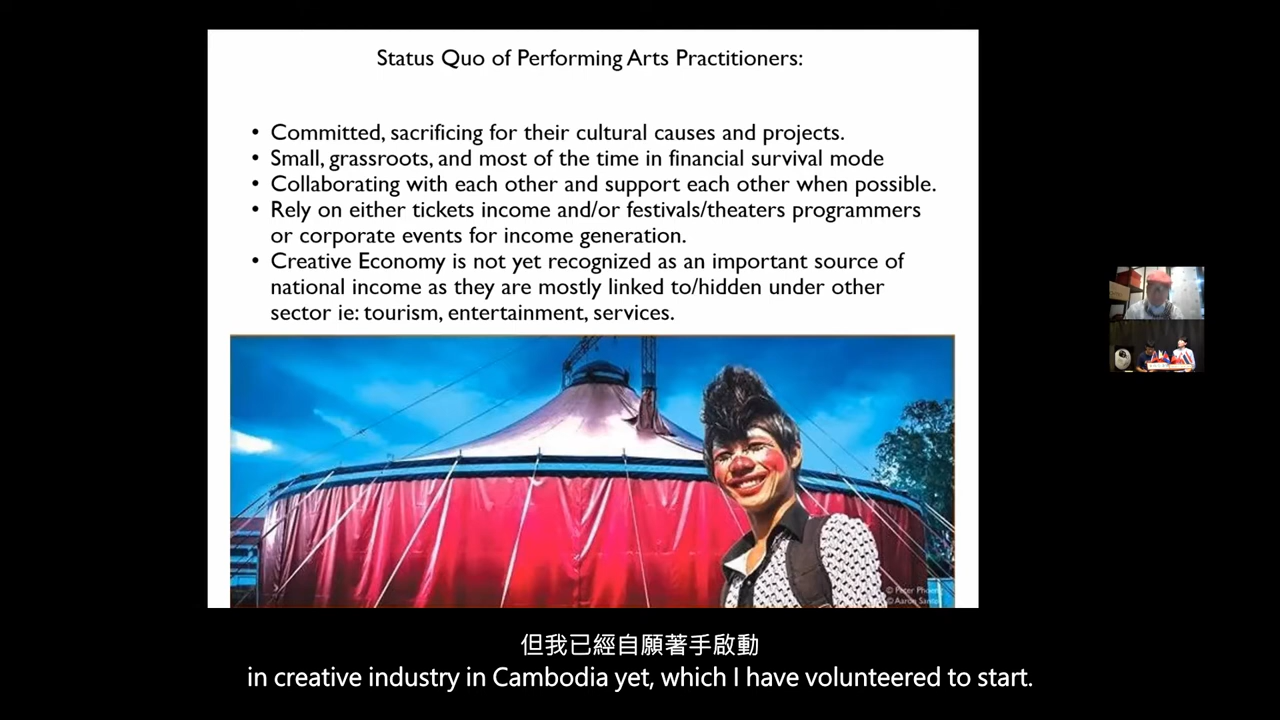 Status Quo of Performing Arts Practitioners:
• Committed, sacrificing for their cultural causes and projects.
• Small, grassroots, and most of the time in financial survival mode
• Collaborating with each other and support each other when possible.
• Rely on either tickets income and/or festivals/theaters programmers
or corporate events for income generation.
• Creative Economy is not yet recognized as an important source of
national income as they are mostly linked to/hidden under other
sector ie: tourism, entertainment, services.
© Peter Phoeng
© Aaron
但我已經自願著手啟動
in creative industry in Cambodia yet, which I have volunteered to start.